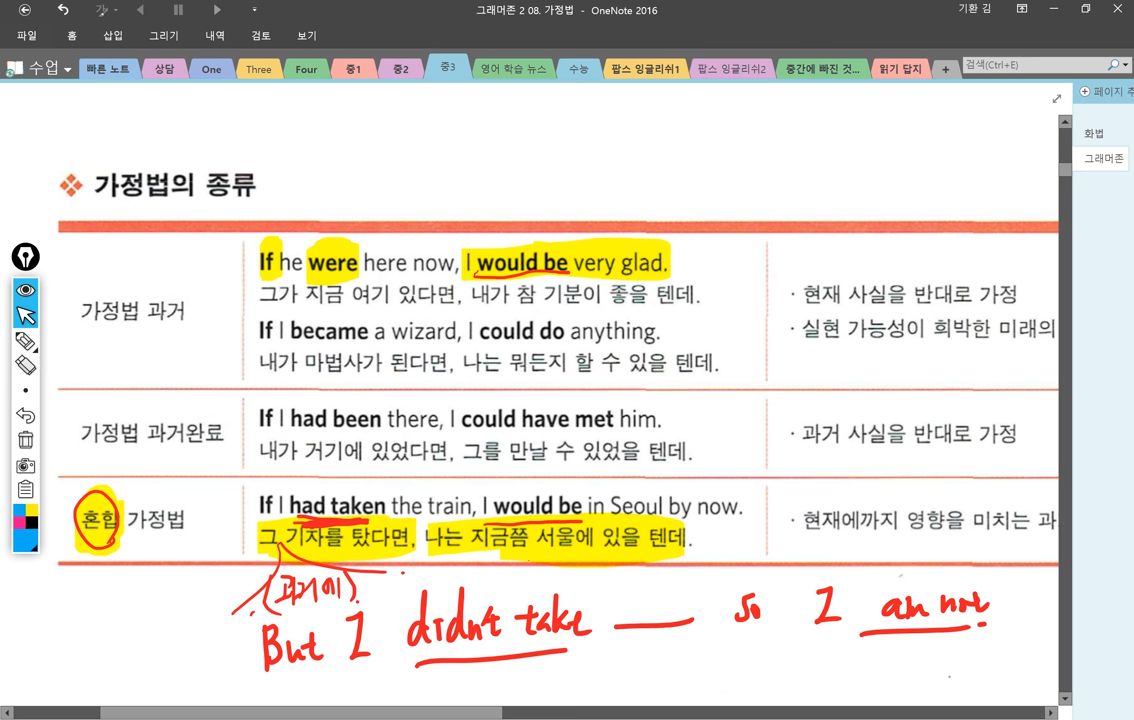 그래머존 2 08. 가정법 - OneNote 2016
기환 김
파일 홈 삽입 그리기 내역 검토 보기
수업 빠른 노트 상담 One Three Four 중1 중2 중3 영어 학습 뉴스 수능 팝스 잉글리쉬1 팝스 잉글리쉬2 중간에 빠진 것... 읽기 답지 + 검색(Ctrl+E)
페이지 추
화법
그래머존
가정법의 종류
가정법 과거
If he were here now, I would be very glad.
그가 지금 여기 있다면, 내가 참 기분이 좋을 텐데.
If I became a wizard, I could do anything.
내가 마법사가 된다면, 나는 뭐든지 할 수 있을 텐데.
· 현재 사실을 반대로 가정
· 실현 가능성이 희박한 미래의
가정법 과거완료
If I had been there, I could have met him.
내가 거기에 있었다면, 그를 만날 수 있었을 텐데.
· 과거 사실을 반대로 가정
혼합 가정법
If I had taken the train, I would be in Seoul by now.
그 기차를 탔다면, 나는 지금쯤 서울에 있을 텐데.
· 현재에까지 영향을 미치는 과
(과거에)
But I didn't take so I am not